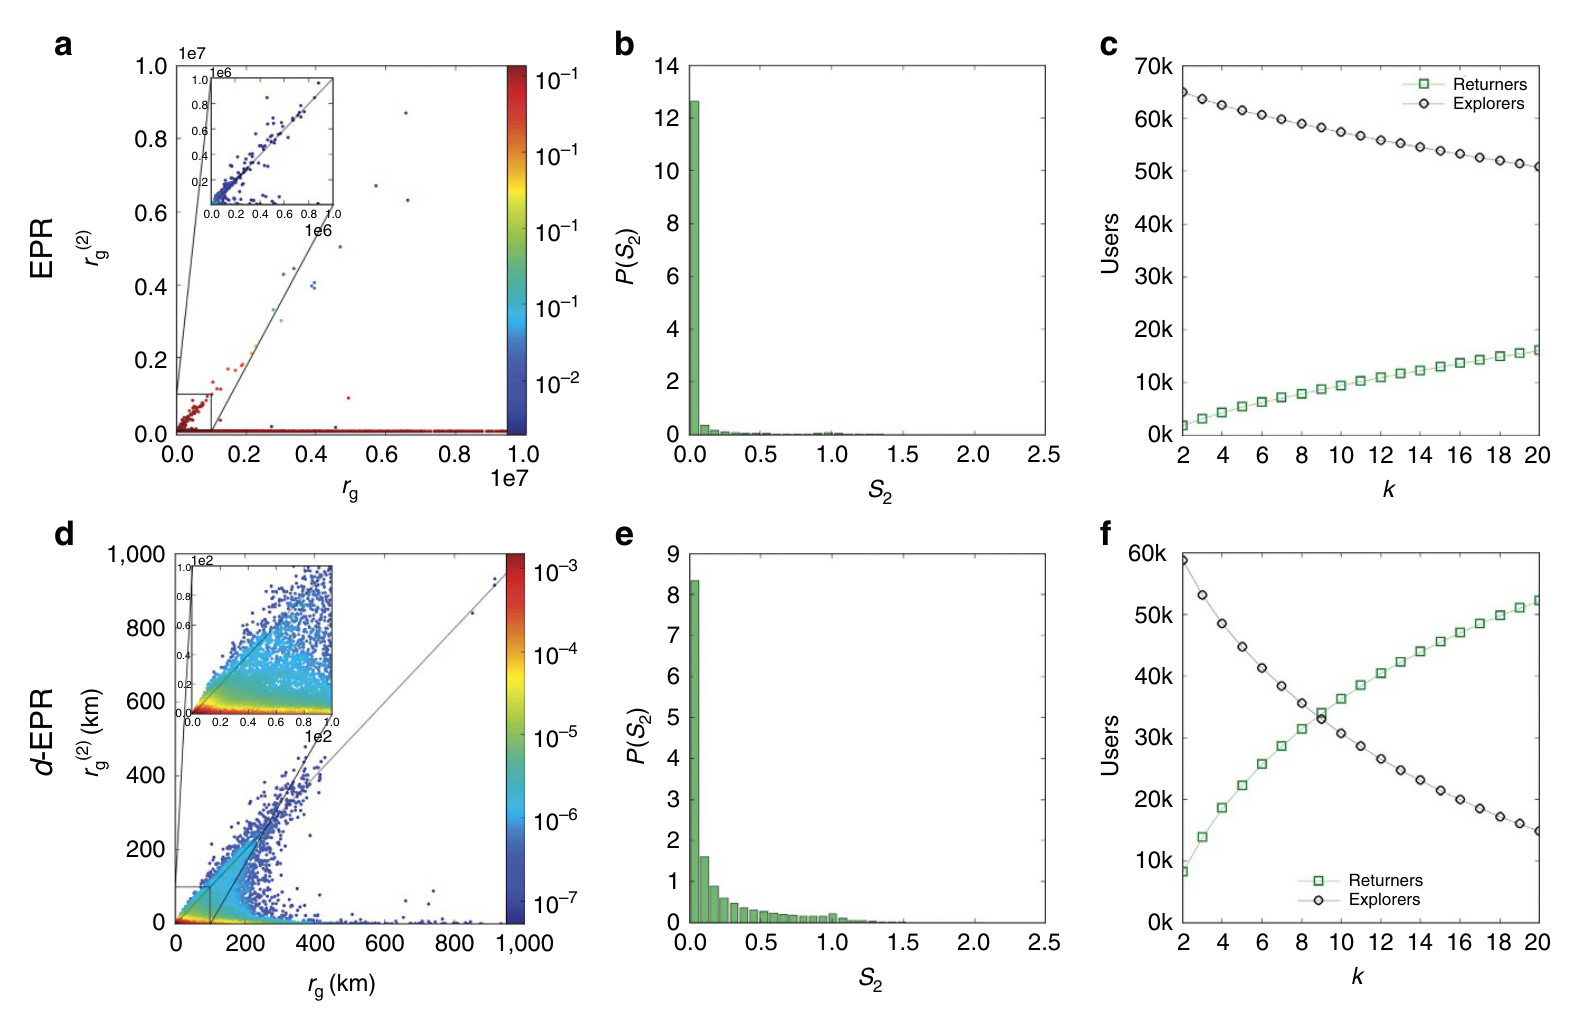 a
1e7
1.0
0.8
0.6
0.4
0.2
0.0
0.0 0.2 0.4 0.6 0.8 1.0
1e7
rg
EPR
rg(2)
1e6
1.0
0.8
0.6
0.4
0.2
0.0 0.2 0.4 0.6 0.8 1.0
1e6
10−1
10−1
10−1
10−1
10−2
b
14
12
10
8
6
4
2
0
0.0 0.5 1.0 1.5 2.0 2.5
P(S2)
S2
c
70k
60k
50k
40k
30k
20k
10k
0k
2 4 6 8 10 12 14 16 18 20
Users
k
Returners
Explorers
d
1,000
800
600
400
200
0
0 200 400 600 800 1,000
rg (km)
d-EPR
rg(2) (km)
1e2
1.0
0.8
0.6
0.4
0.2
0.0
0.0 0.2 0.4 0.6 0.8 1.0
1e2
10−3
10−4
10−5
10−6
10−7
e
9
8
7
6
5
4
3
2
1
0
0.0 0.5 1.0 1.5 2.0 2.5
P(S2)
S2
f
60k
50k
40k
30k
20k
10k
0k
2 4 6 8 10 12 14 16 18 20
Users
k
Returners
Explorers